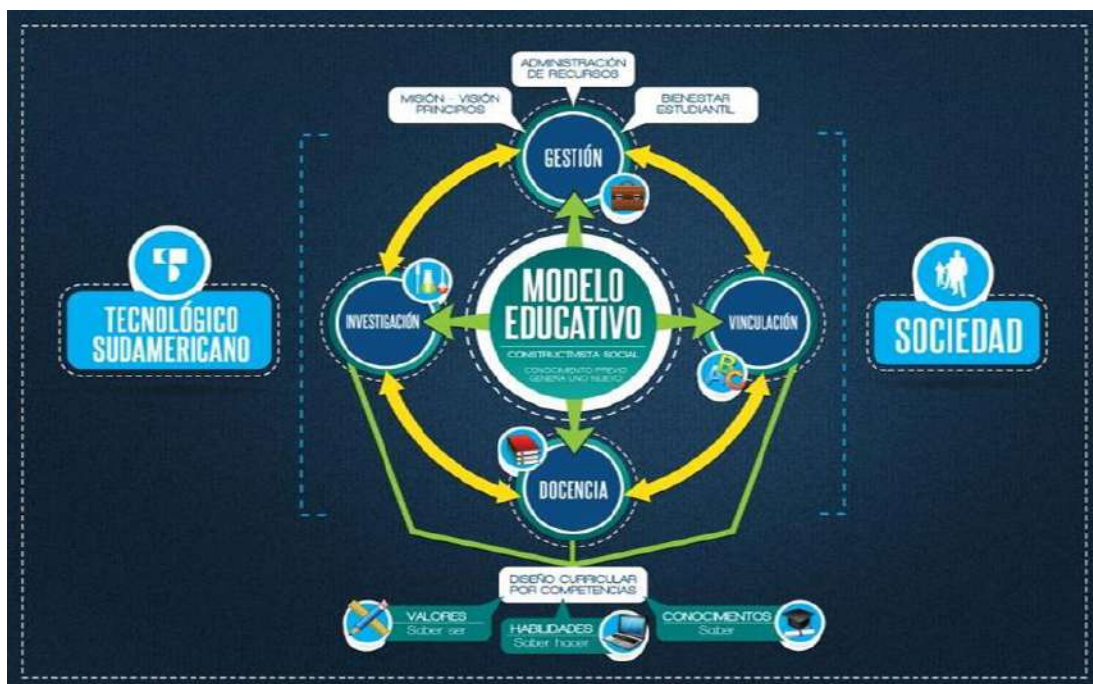 ADMINISTRACIÓN
DE RECURSOS
MISIÓN - VISIÓN
PRINCIPIOS
BIENESTAR
ESTUDIANTIL
GESTIÓN
TECNOLÓGICO
SUDAMERICANO
INVESTIGACIÓN
MODELO
EDUCATIVO
CONSTRUCTIVISTA SOCIAL
CONOCIMIENTO PREVIO
GENERA UNO NUEVO
VINCULACIÓN
ABC
SOCIEDAD
DOCENCIA
DISEÑO CURRICULAR
POR COMPETENCIAS
VALORES
Saber ser
HABILIDADES
Saber hacer
CONOCIMIENTOS
Saber